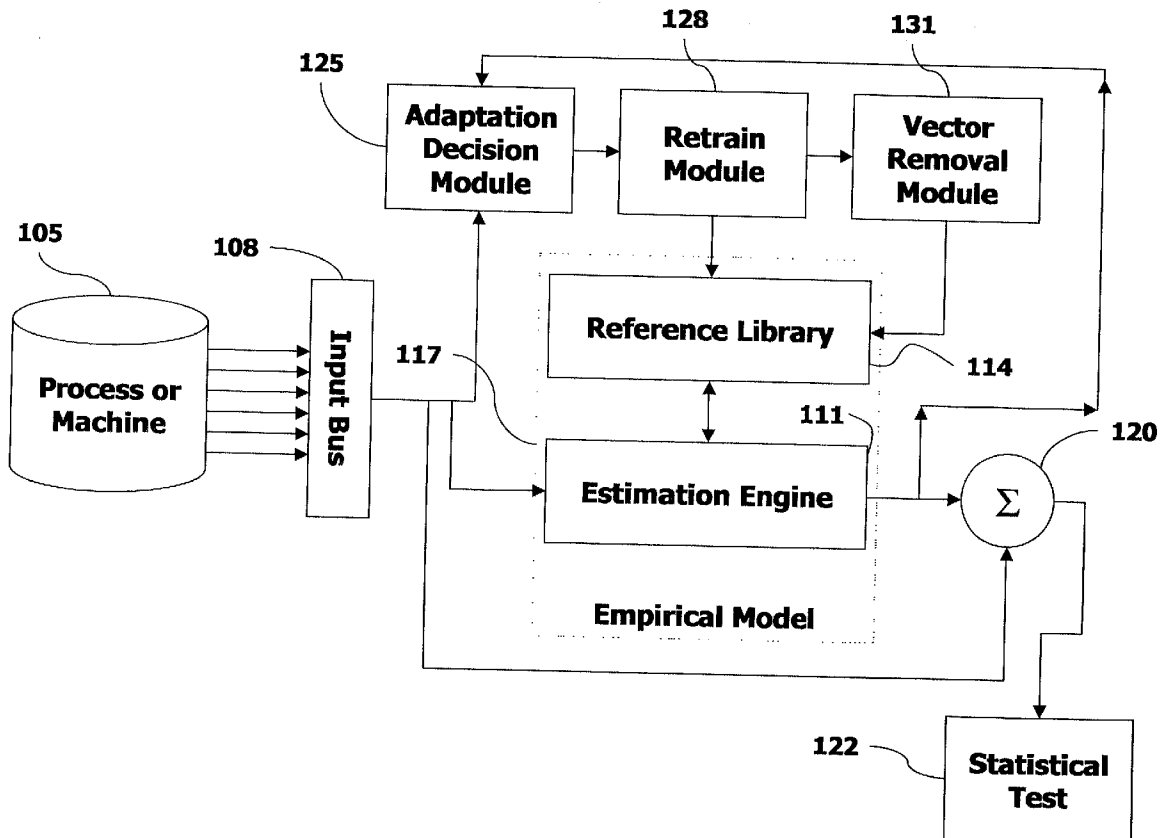 128
131
125
Adaptation
Decision
Module
Retrain
Module
Vector
Removal
Module
105
108
Process or
Machine
Input Bus
117
Reference Library
114
111
Estimation Engine
120
Σ
Empirical Model
122
Statistical
Test